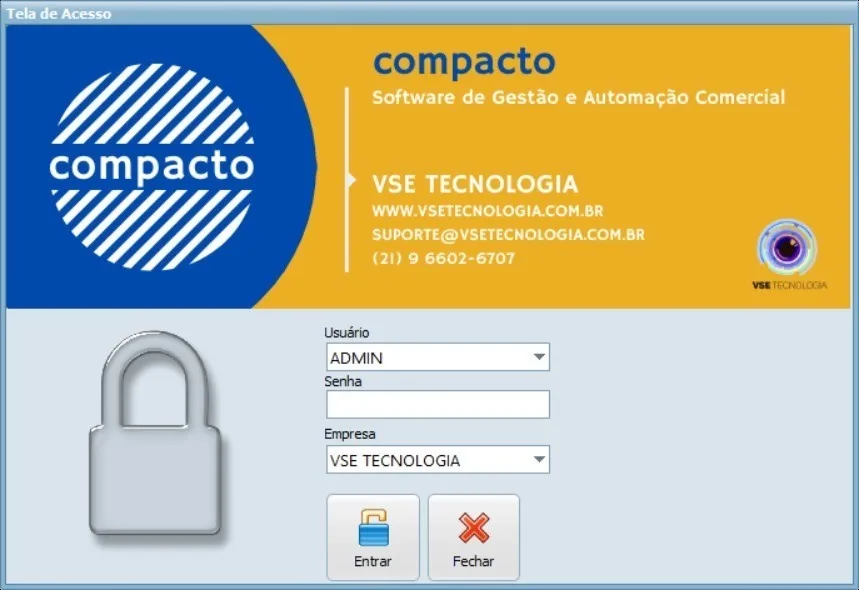 Tela de Acesso
compacto
compacto
Software de Gestão e Automação Comercial
VSE TECNOLOGIA
WWW.VSETECNOLOGIA.COM.BR
SUPORTE@VSETECNOLOGIA.COM.BR
(21) 9 6602-6707
VSE TECNOLOGIA
Usuário
ADMIN
Senha
Empresa
VSE TECNOLOGIA
Entrar
Fechar